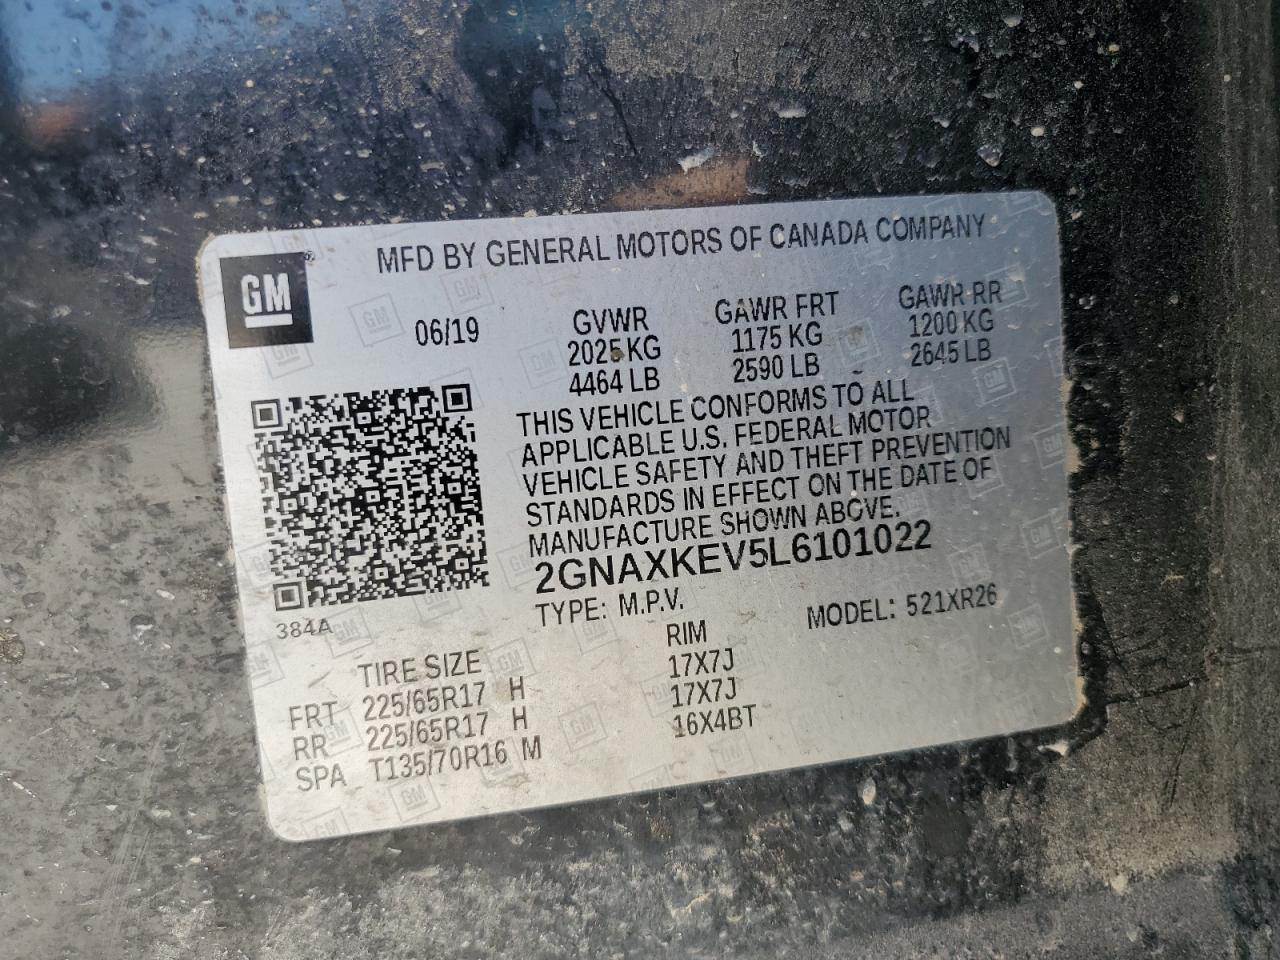 GM
MFD BY GENERAL MOTORS OF CANADA COMPANY
06/19
GVWR
2025 KG
4464 LB
GAWR FRT
1175 KG
2590 LB
GAWR RR
1200 KG
2645 LB
THIS VEHICLE CONFORMS TO ALL
APPLICABLE U.S. FEDERAL MOTOR
VEHICLE SAFETY AND THEFT PREVENTION
STANDARDS IN EFFECT ON THE DATE OF
MANUFACTURE SHOWN ABOVE.
2GNAXKEV5L6101022
TYPE: M.P.V. MODEL: 521XR26
384A
TIRE SIZE RIM
FRT 225/65R17 H 17X7J
RR 225/65R17 H 17X7J
SPA T135/70R16 M 16X4BT